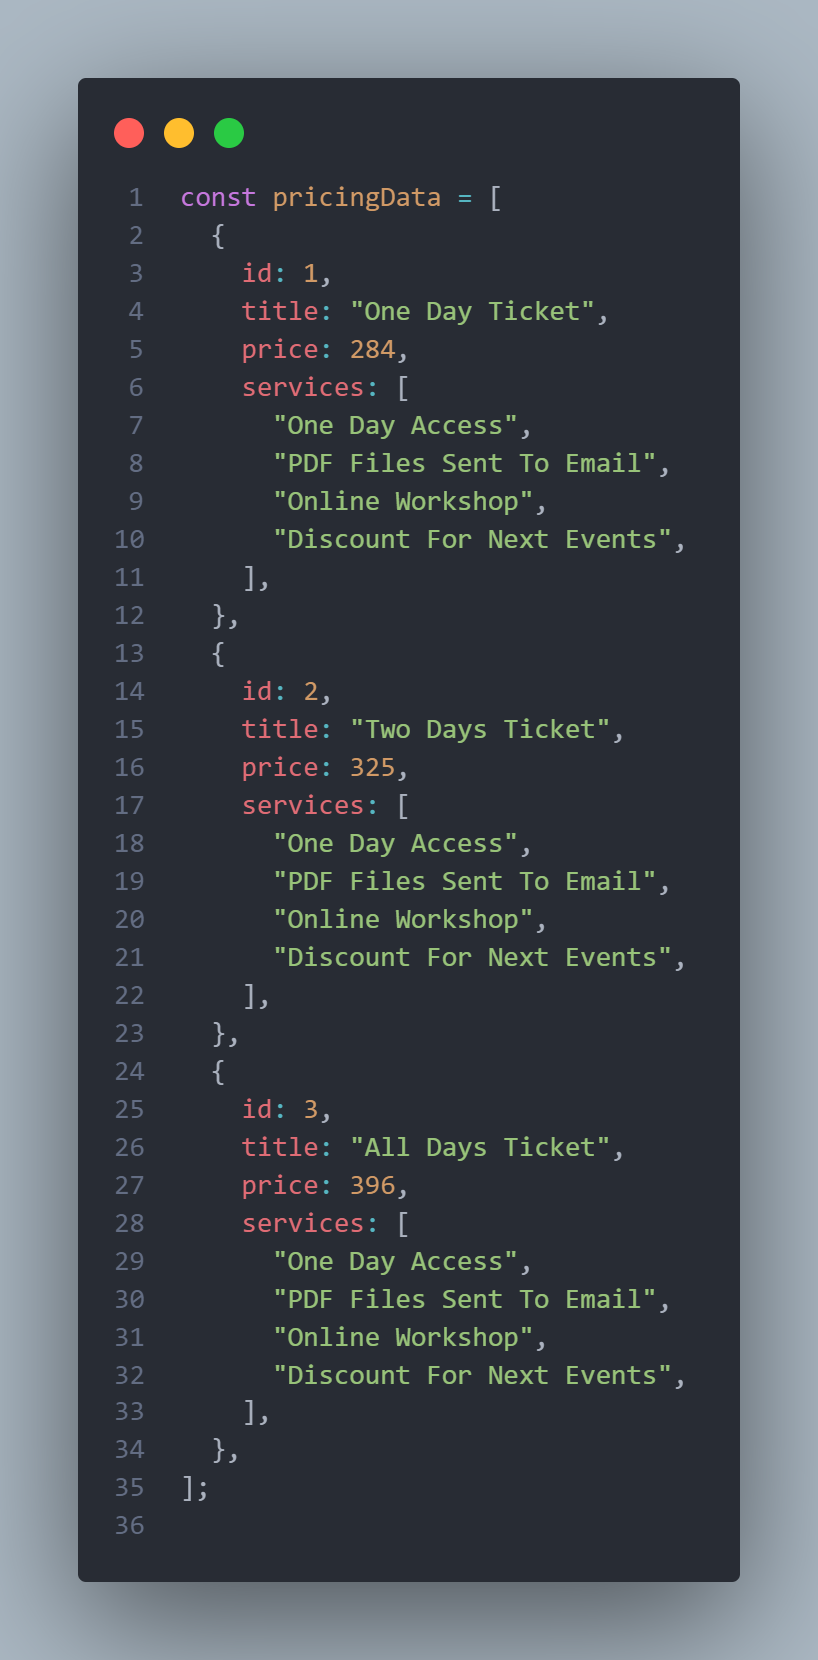 1 const pricingData = [
2   {
3     id: 1,
4     title: "One Day Ticket",
5     price: 284,
6     services: [
7       "One Day Access",
8       "PDF Files Sent To Email",
9       "Online Workshop",
10       "Discount For Next Events",
11     ],
12   },
13   {
14     id: 2,
15     title: "Two Days Ticket",
16     price: 325,
17     services: [
18       "One Day Access",
19       "PDF Files Sent To Email",
20       "Online Workshop",
21       "Discount For Next Events",
22     ],
23   },
24   {
25     id: 3,
26     title: "All Days Ticket",
27     price: 396,
28     services: [
29       "One Day Access",
30       "PDF Files Sent To Email",
31       "Online Workshop",
32       "Discount For Next Events",
33     ],
34   },
35 ];
36